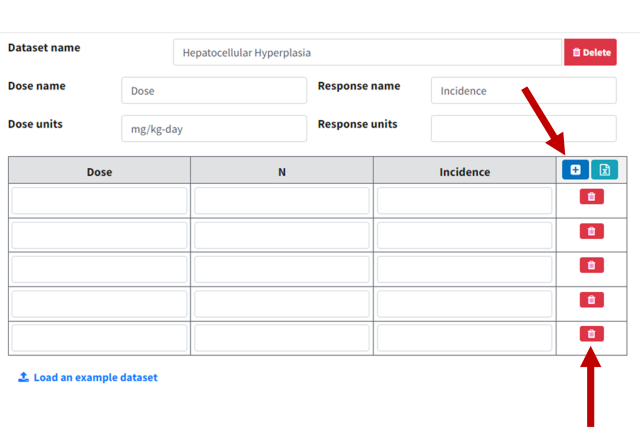 Dataset name
Hepatocellular Hyperplasia
Delete
Dose name
Dose
Response name
Incidence
Dose units
mg/kg-day
Response units
Dose N Incidence
Load an example dataset